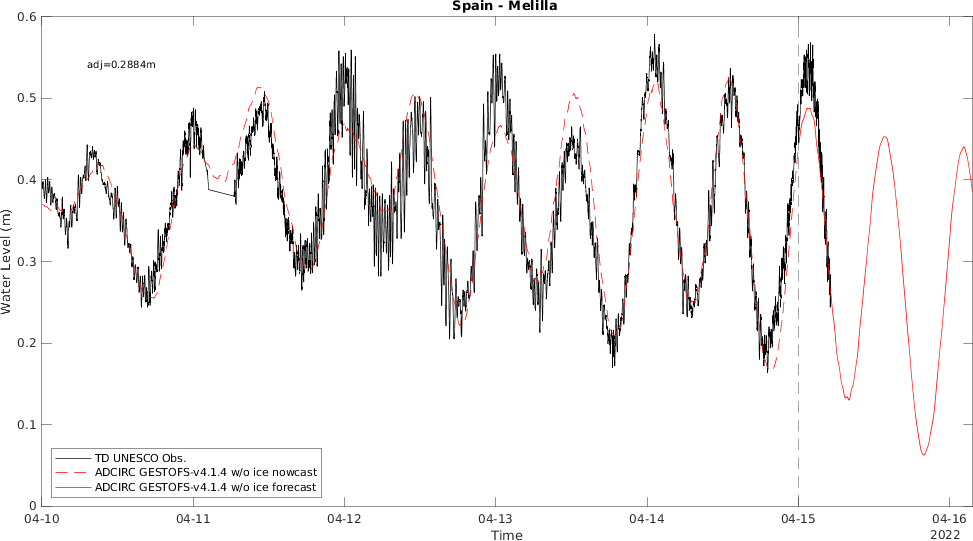 Spain - Melilla
adj=0.2884m
0.6
0.5
0.4
0.3
0.2
0.1
0
Water Level (m)
TD UNESCO Obs.
ADCIRC GESTOFS-v4.1.4 w/o ice nowcast
ADCIRC GESTOFS-v4.1.4 w/o ice forecast
04-10 04-11 04-12 04-13 04-14 04-15 04-16
Time
2022